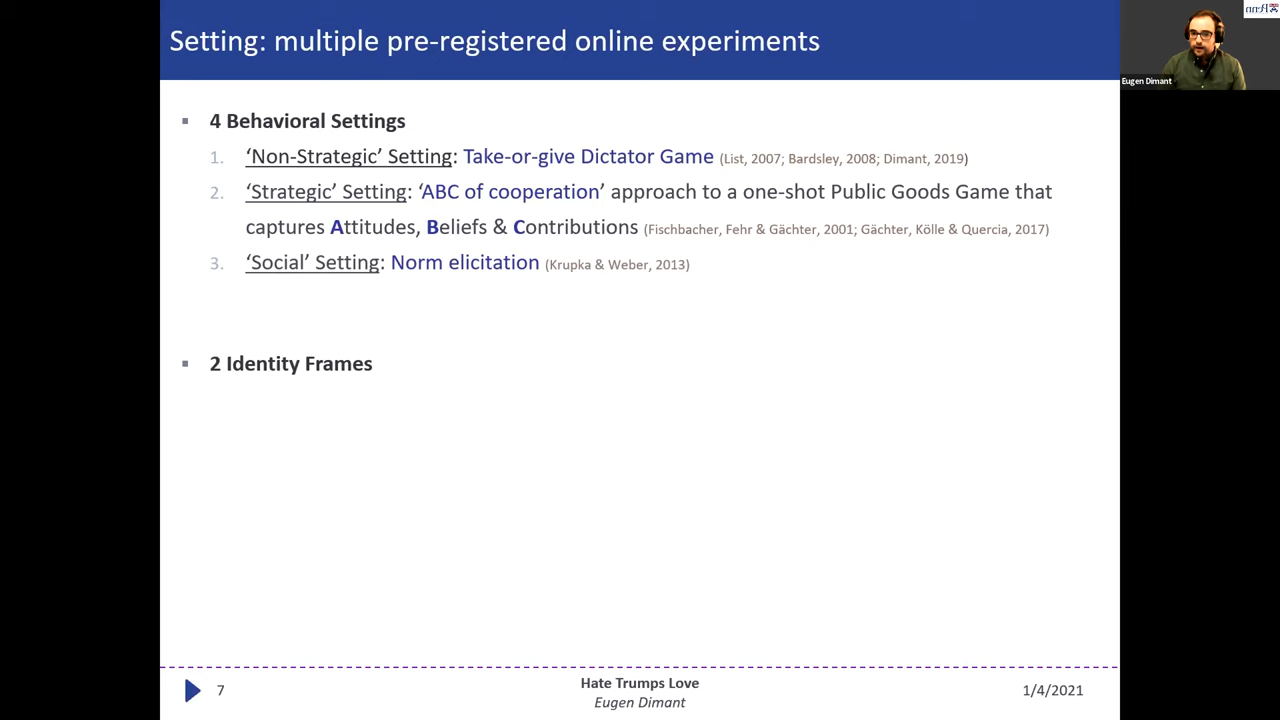 Setting: multiple pre-registered online experiments
Eugen Dimant
▪ 4 Behavioral Settings
1. ‘Non-Strategic’ Setting: Take-or-give Dictator Game (List, 2007; Bardsley, 2008; Dimant, 2019)
2. ‘Strategic’ Setting: ‘ABC of cooperation’ approach to a one-shot Public Goods Game that
captures Attitudes, Beliefs & Contributions (Fischbacher, Fehr & Gächter, 2001; Gächter, Kölle & Quercia, 2017)
3. ‘Social’ Setting: Norm elicitation (Krupka & Weber, 2013)
▪ 2 Identity Frames
7
Hate Trumps Love
Eugen Dimant
1/4/2021